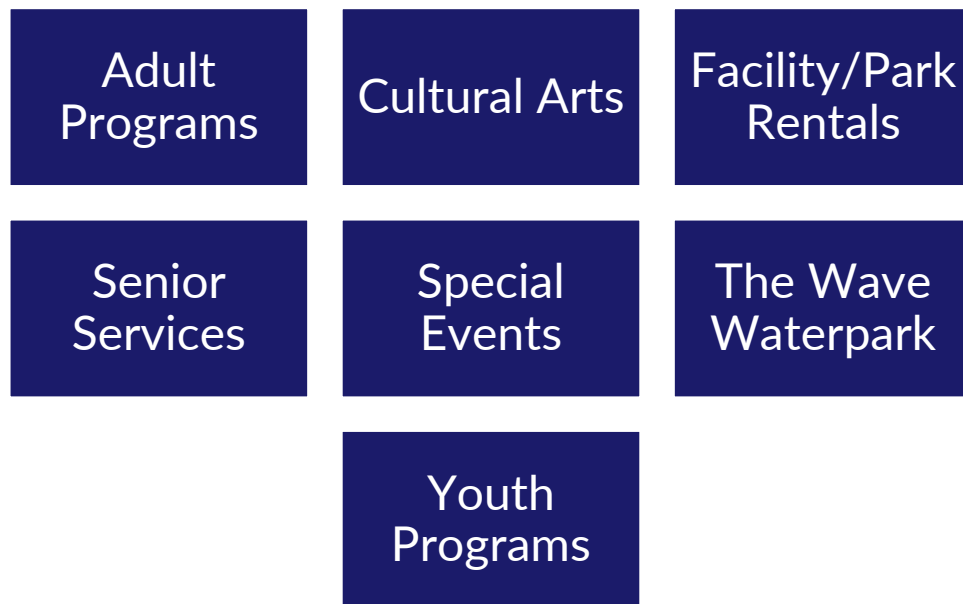 Adult
Programs
Cultural Arts
Facility/Park
Rentals
Senior
Services
Special
Events
The Wave
Waterpark
Youth
Programs